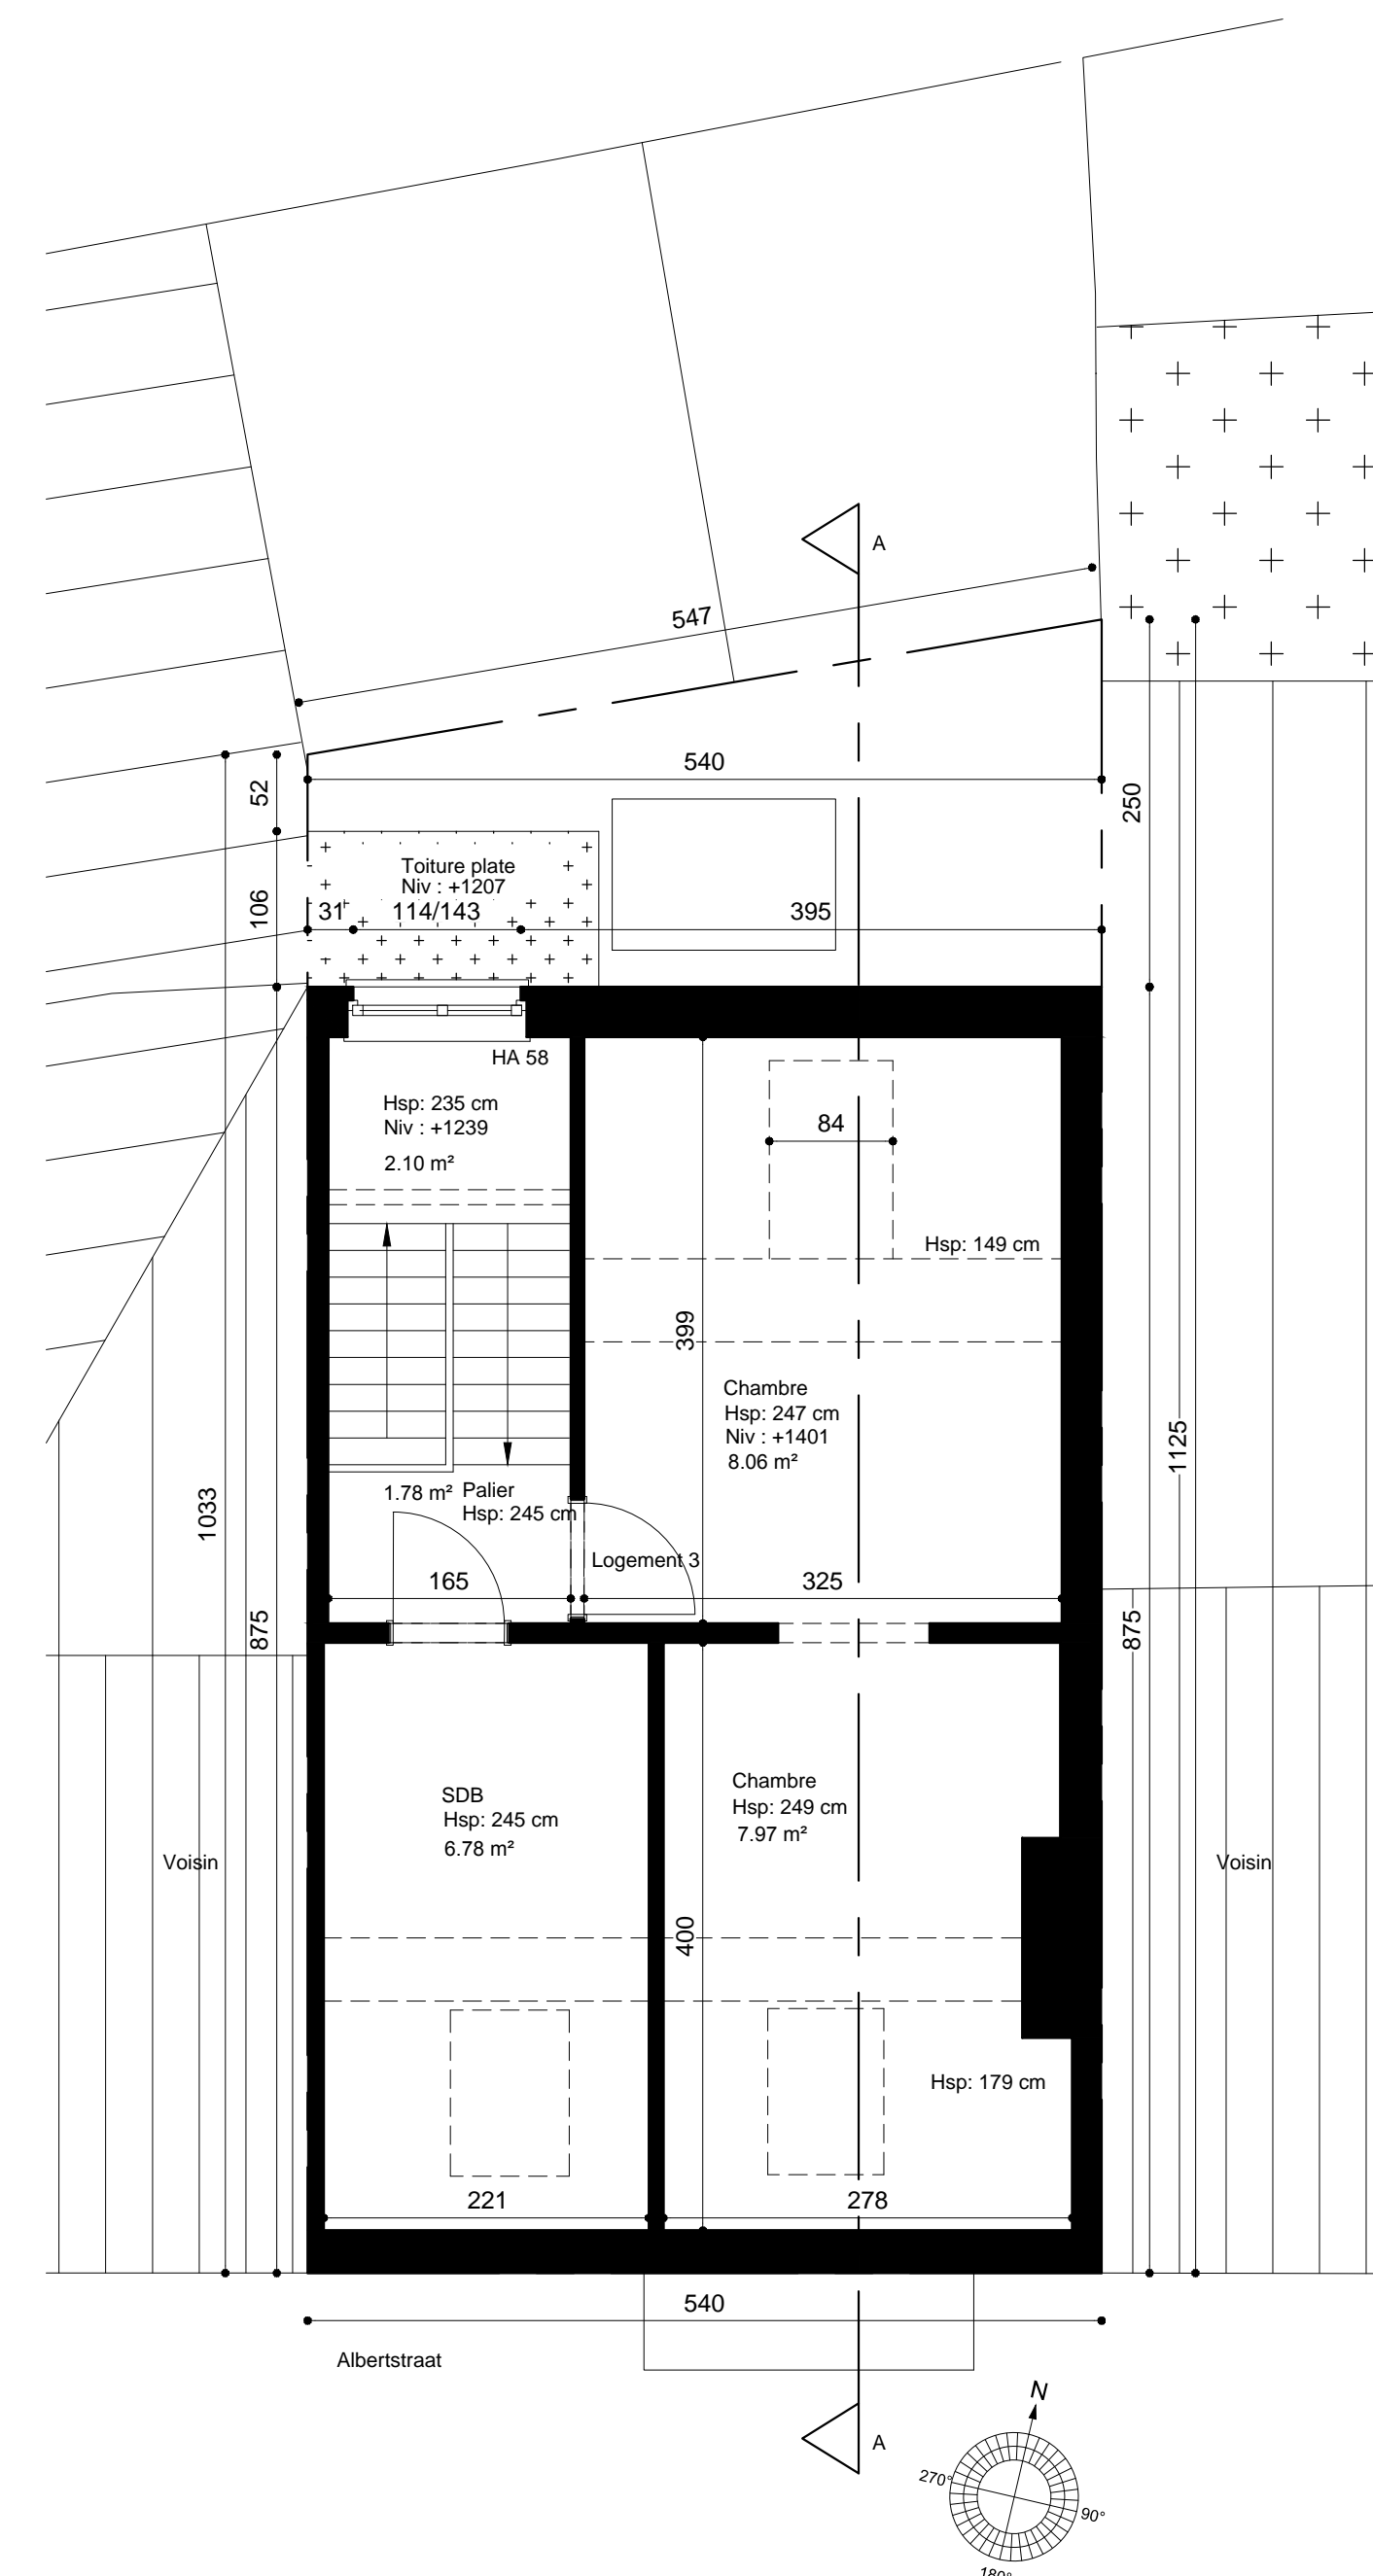 A
547
540
52
250
Toiture plate
Niv : +1207
106
31
114/143
395
HA 58
Hsp: 235 cm
Niv : +1239
2.10 m²
84
Hsp: 149 cm
399
Chambre
Hsp: 247 cm
Niv : +1401
8.06 m²
1125
1033
1.78 m²
Palier
Hsp: 245 cm
Logement 3
165
325
875
875
Chambre
Hsp: 249 cm
7.97 m²
SDB
Hsp: 245 cm
6.78 m²
Voisin
Voisin
400
Hsp: 179 cm
221
278
540
Albertstraat
A
N
270°
90°
180°